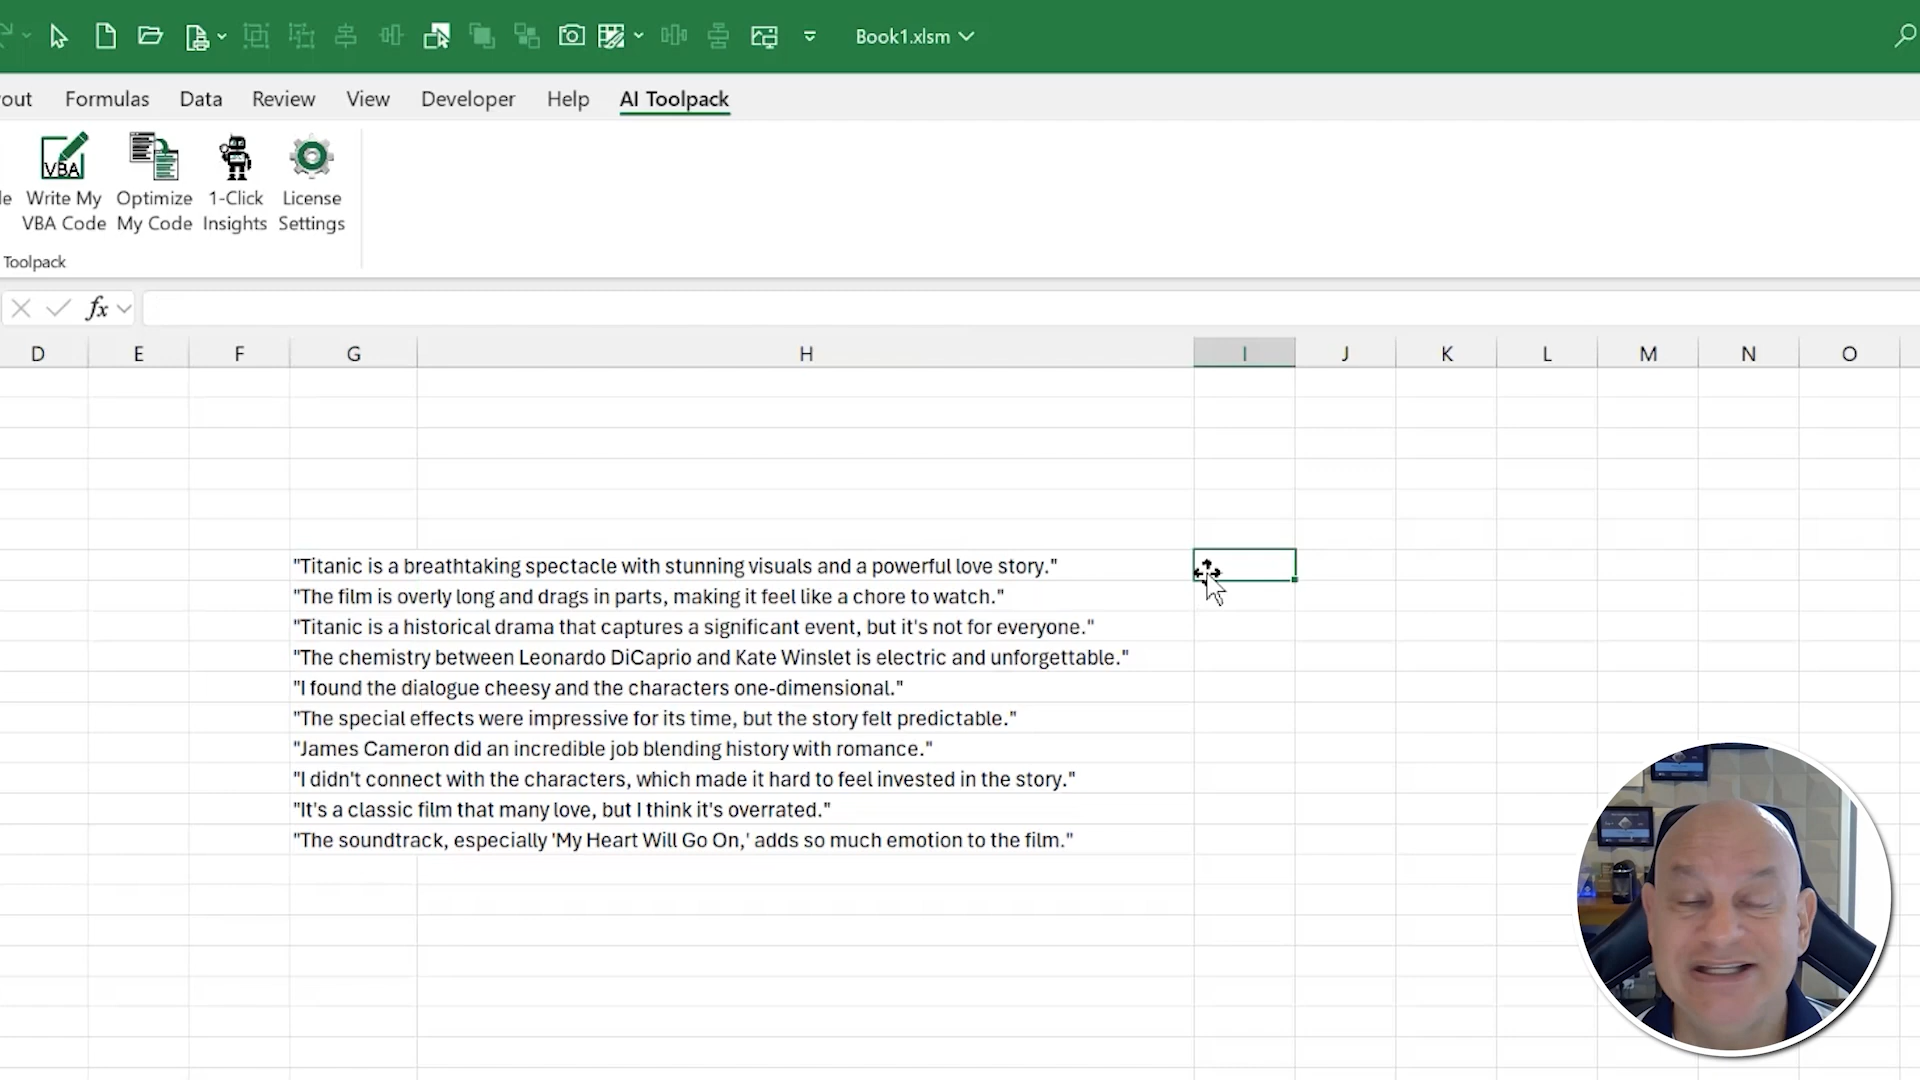 Book1.xlsm
out Formulas Data Review View Developer Help AI Toolpack
VBA
le Write My Optimize 1-Click License
VBA Code My Code Insights Settings
Toolpack
fx
D E F G H I J K L M N O
"Titanic is a breathtaking spectacle with stunning visuals and a powerful love story."
"The film is overly long and drags in parts, making it feel like a chore to watch."
"Titanic is a historical drama that captures a significant event, but it's not for everyone."
"The chemistry between Leonardo DiCaprio and Kate Winslet is electric and unforgettable."
"I found the dialogue cheesy and the characters one-dimensional."
"The special effects were impressive for its time, but the story felt predictable."
"James Cameron did an incredible job blending history with romance."
"I didn't connect with the characters, which made it hard to feel invested in the story."
"It's a classic film that many love, but I think it's overrated."
"The soundtrack, especially 'My Heart Will Go On,' adds so much emotion to the film."